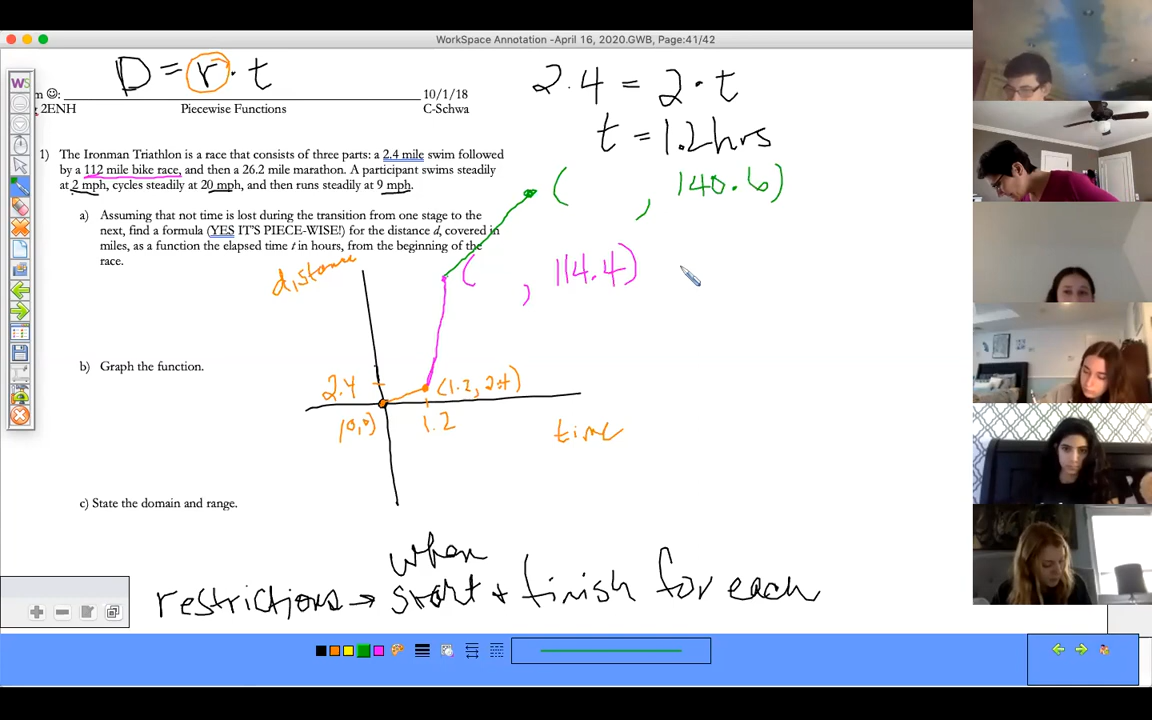 WorkSpace Annotation -April 16, 2020.GWB, Page:41/42
D = r · t
m ☺:
10/1/18
2ENH
Piecewise Functions
C-Schwa
2.4 = 2 · t
t = 1.2 hrs
1) The Ironman Triathlon is a race that consists of three parts: a 2.4 mile swim followed
by a 112 mile bike race, and then a 26.2 mile marathon. A participant swims steadily
at 2 mph, cycles steadily at 20 mph, and then runs steadily at 9 mph.
( , 140.6)
a) Assuming that not time is lost during the transition from one stage to the
next, find a formula (YES IT'S PIECE-WISE!) for the distance d, covered in
miles, as a function the elapsed time t in hours, from the beginning of the
race.
distance
( , 114.4)
b) Graph the function.
2.4
(1.2, 2.4)
(0,0)
1.2
time
c) State the domain and range.
when
restrictions → start + finish for each
WS